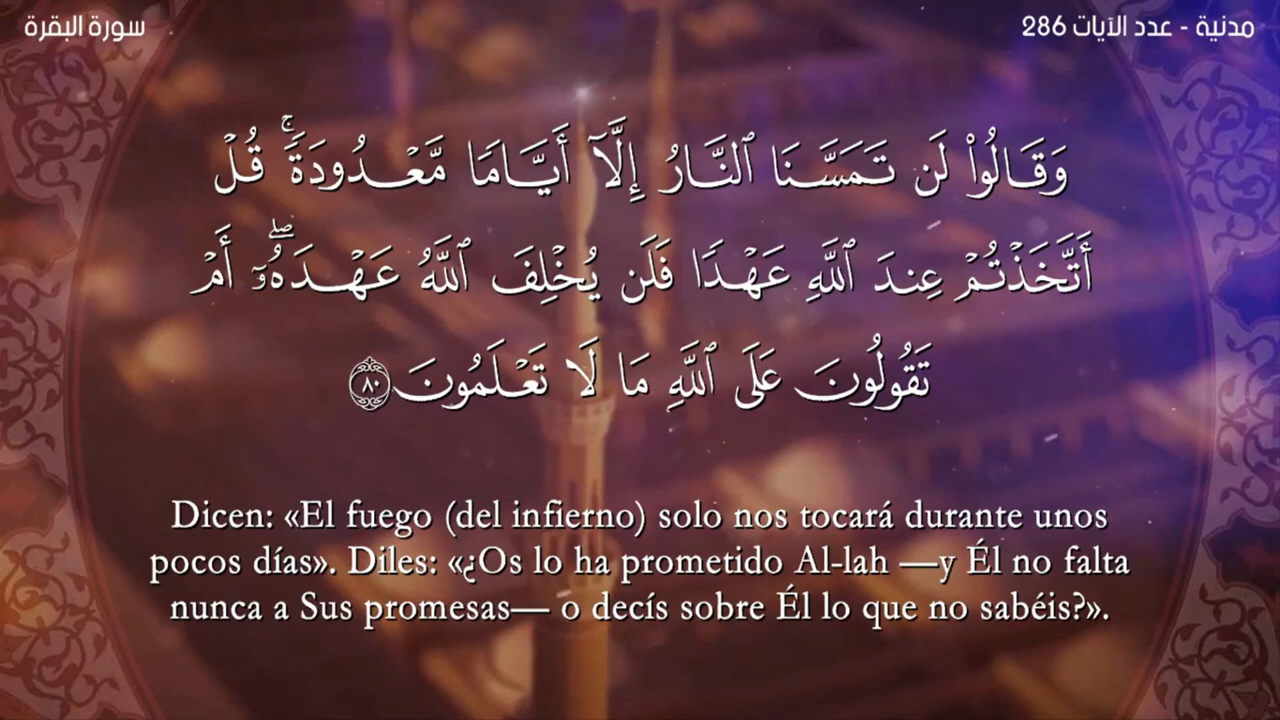 سورة البقرة
مدنية - عدد الآيات 286
وَقَالُوا۟ لَن تَمَسَّنَا ٱلنَّارُ إِلَّآ أَيَّامًا مَّعْدُودَةً ۚ قُلْ
أَتَّخَذْتُمْ عِندَ ٱللَّهِ عَهْدًا فَلَن يُخْلِفَ ٱللَّهُ عَهْدَهُۥٓ ۖ أَمْ
تَقُولُونَ عَلَى ٱللَّهِ مَا لَا تَعْلَمُونَ ٨٠
Dicen: «El fuego (del infierno) solo nos tocará durante unos
pocos días». Diles: «¿Os lo ha prometido Al-lah —y Él no falta
nunca a Sus promesas— o decís sobre Él lo que no sabéis?».